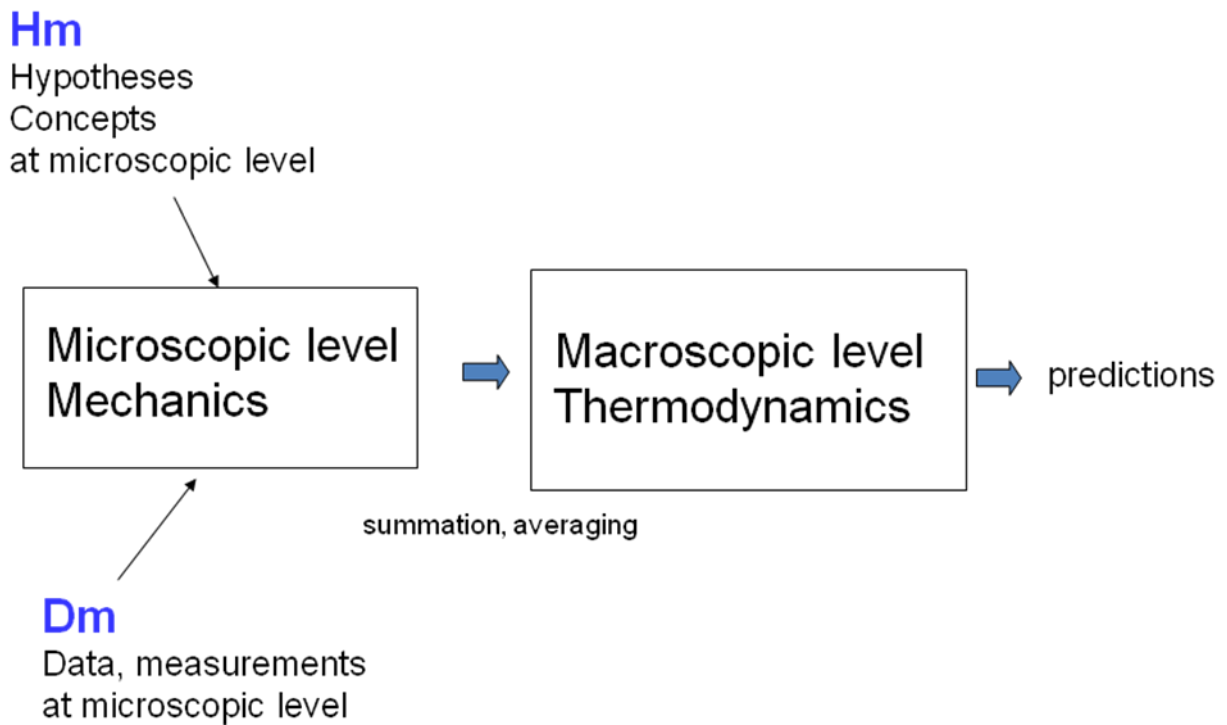 Hm
Hypotheses
Concepts
at microscopic level
Microscopic level
Mechanics
Macroscopic level
Thermodynamics
predictions
summation, averaging
Dm
Data, measurements
at microscopic level